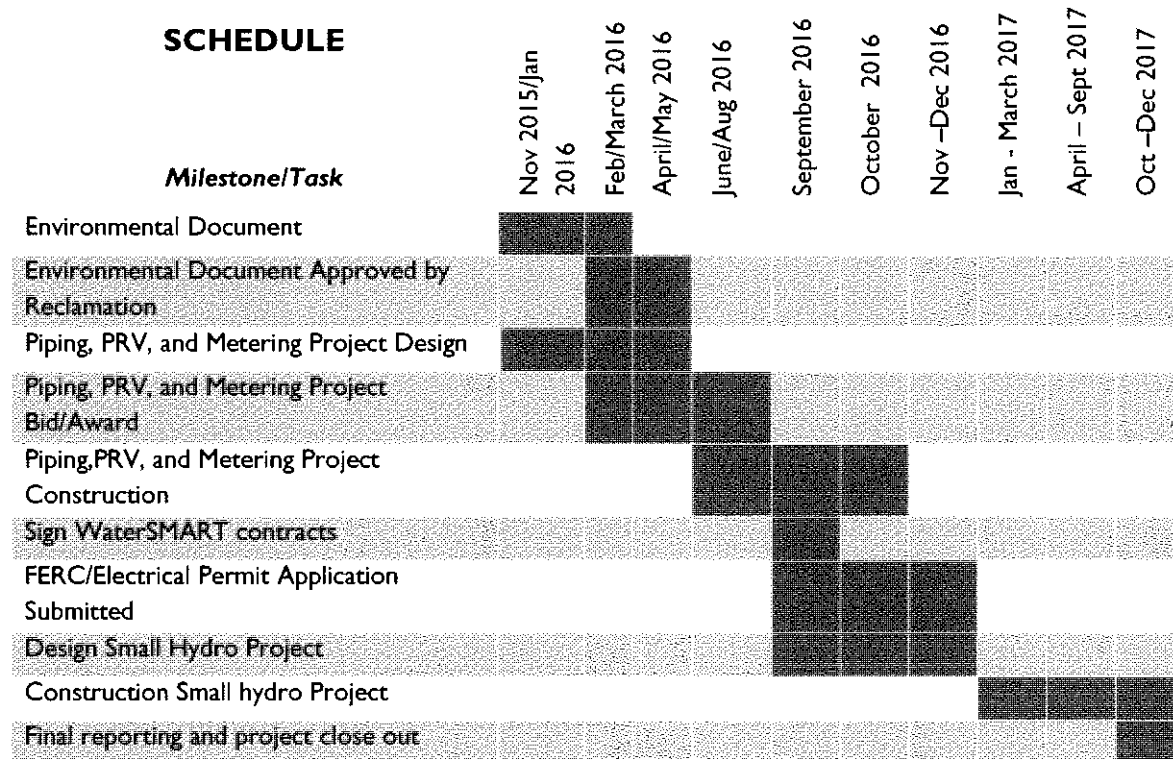 SCHEDULE
Milestone/Task
Nov 2015/Jan
2016
Feb/March 2016
April/May 2016
June/Aug 2016
September 2016
October 2016
Nov –Dec 2016
Jan - March 2017
April – Sept 2017
Oct –Dec 2017
Environmental Document
Environmental Document Approved by
Reclamation
Piping, PRV, and Metering Project Design
Piping, PRV, and Metering Project
Bid/Award
Piping,PRV, and Metering Project
Construction
Sign WaterSMART contracts
FERC/Electrical Permit Application
Submitted
Design Small Hydro Project
Construction Small hydro Project
Final reporting and project close out